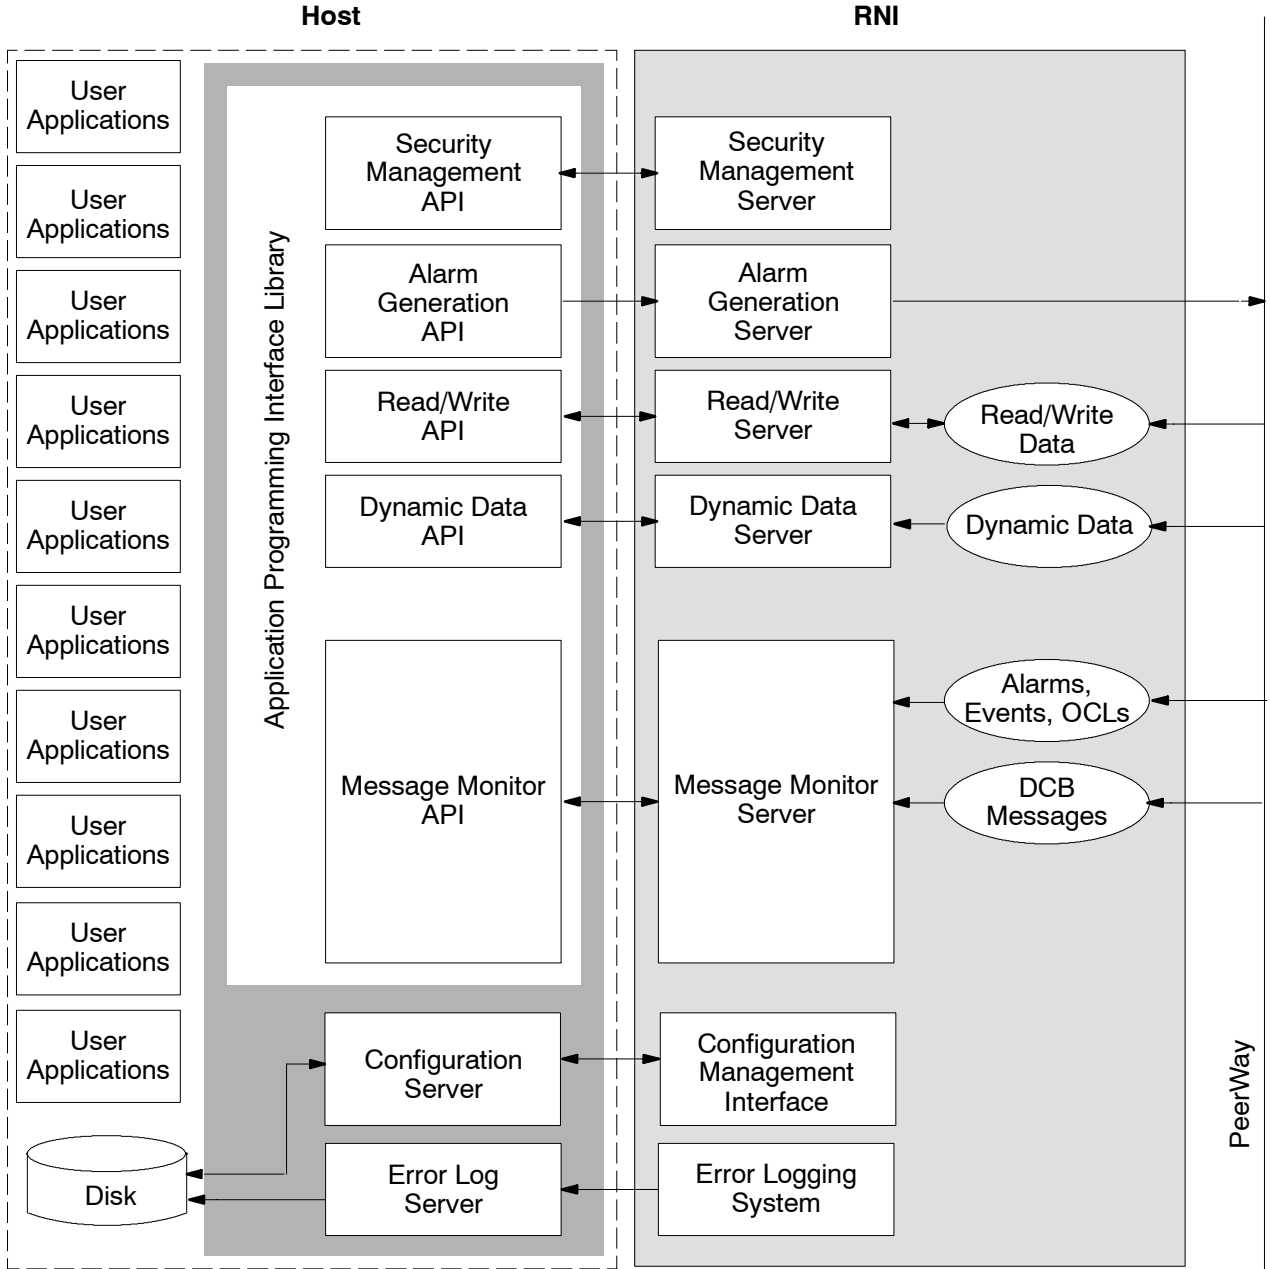 Host
RNI
User
Applications
User
Applications
User
Applications
User
Applications
User
Applications
User
Applications
User
Applications
User
Applications
User
Applications
User
Applications
Disk
Application Programming Interface Library
Security
Management
API
Alarm
Generation
API
Read/Write
API
Dynamic Data
API
Message Monitor
API
Configuration
Server
Error Log
Server
Security
Management
Server
Alarm
Generation
Server
Read/Write
Server
Dynamic Data
Server
Message Monitor
Server
Configuration
Management
Interface
Error Logging
System
Read/Write
Data
Dynamic Data
Alarms,
Events, OCLs
DCB
Messages
PeerWay